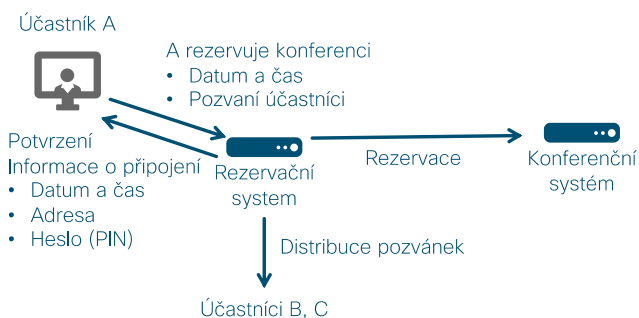 Účastník A
A rezervuje konferenci
• Datum a čas
• Pozvaní účastníci
Potvrzení
Informace o připojení
• Datum a čas
• Adresa
• Heslo (PIN)
Rezervační
system
Rezervace
Konferenční
systém
Distribuce pozvánek
Účastníci B, C